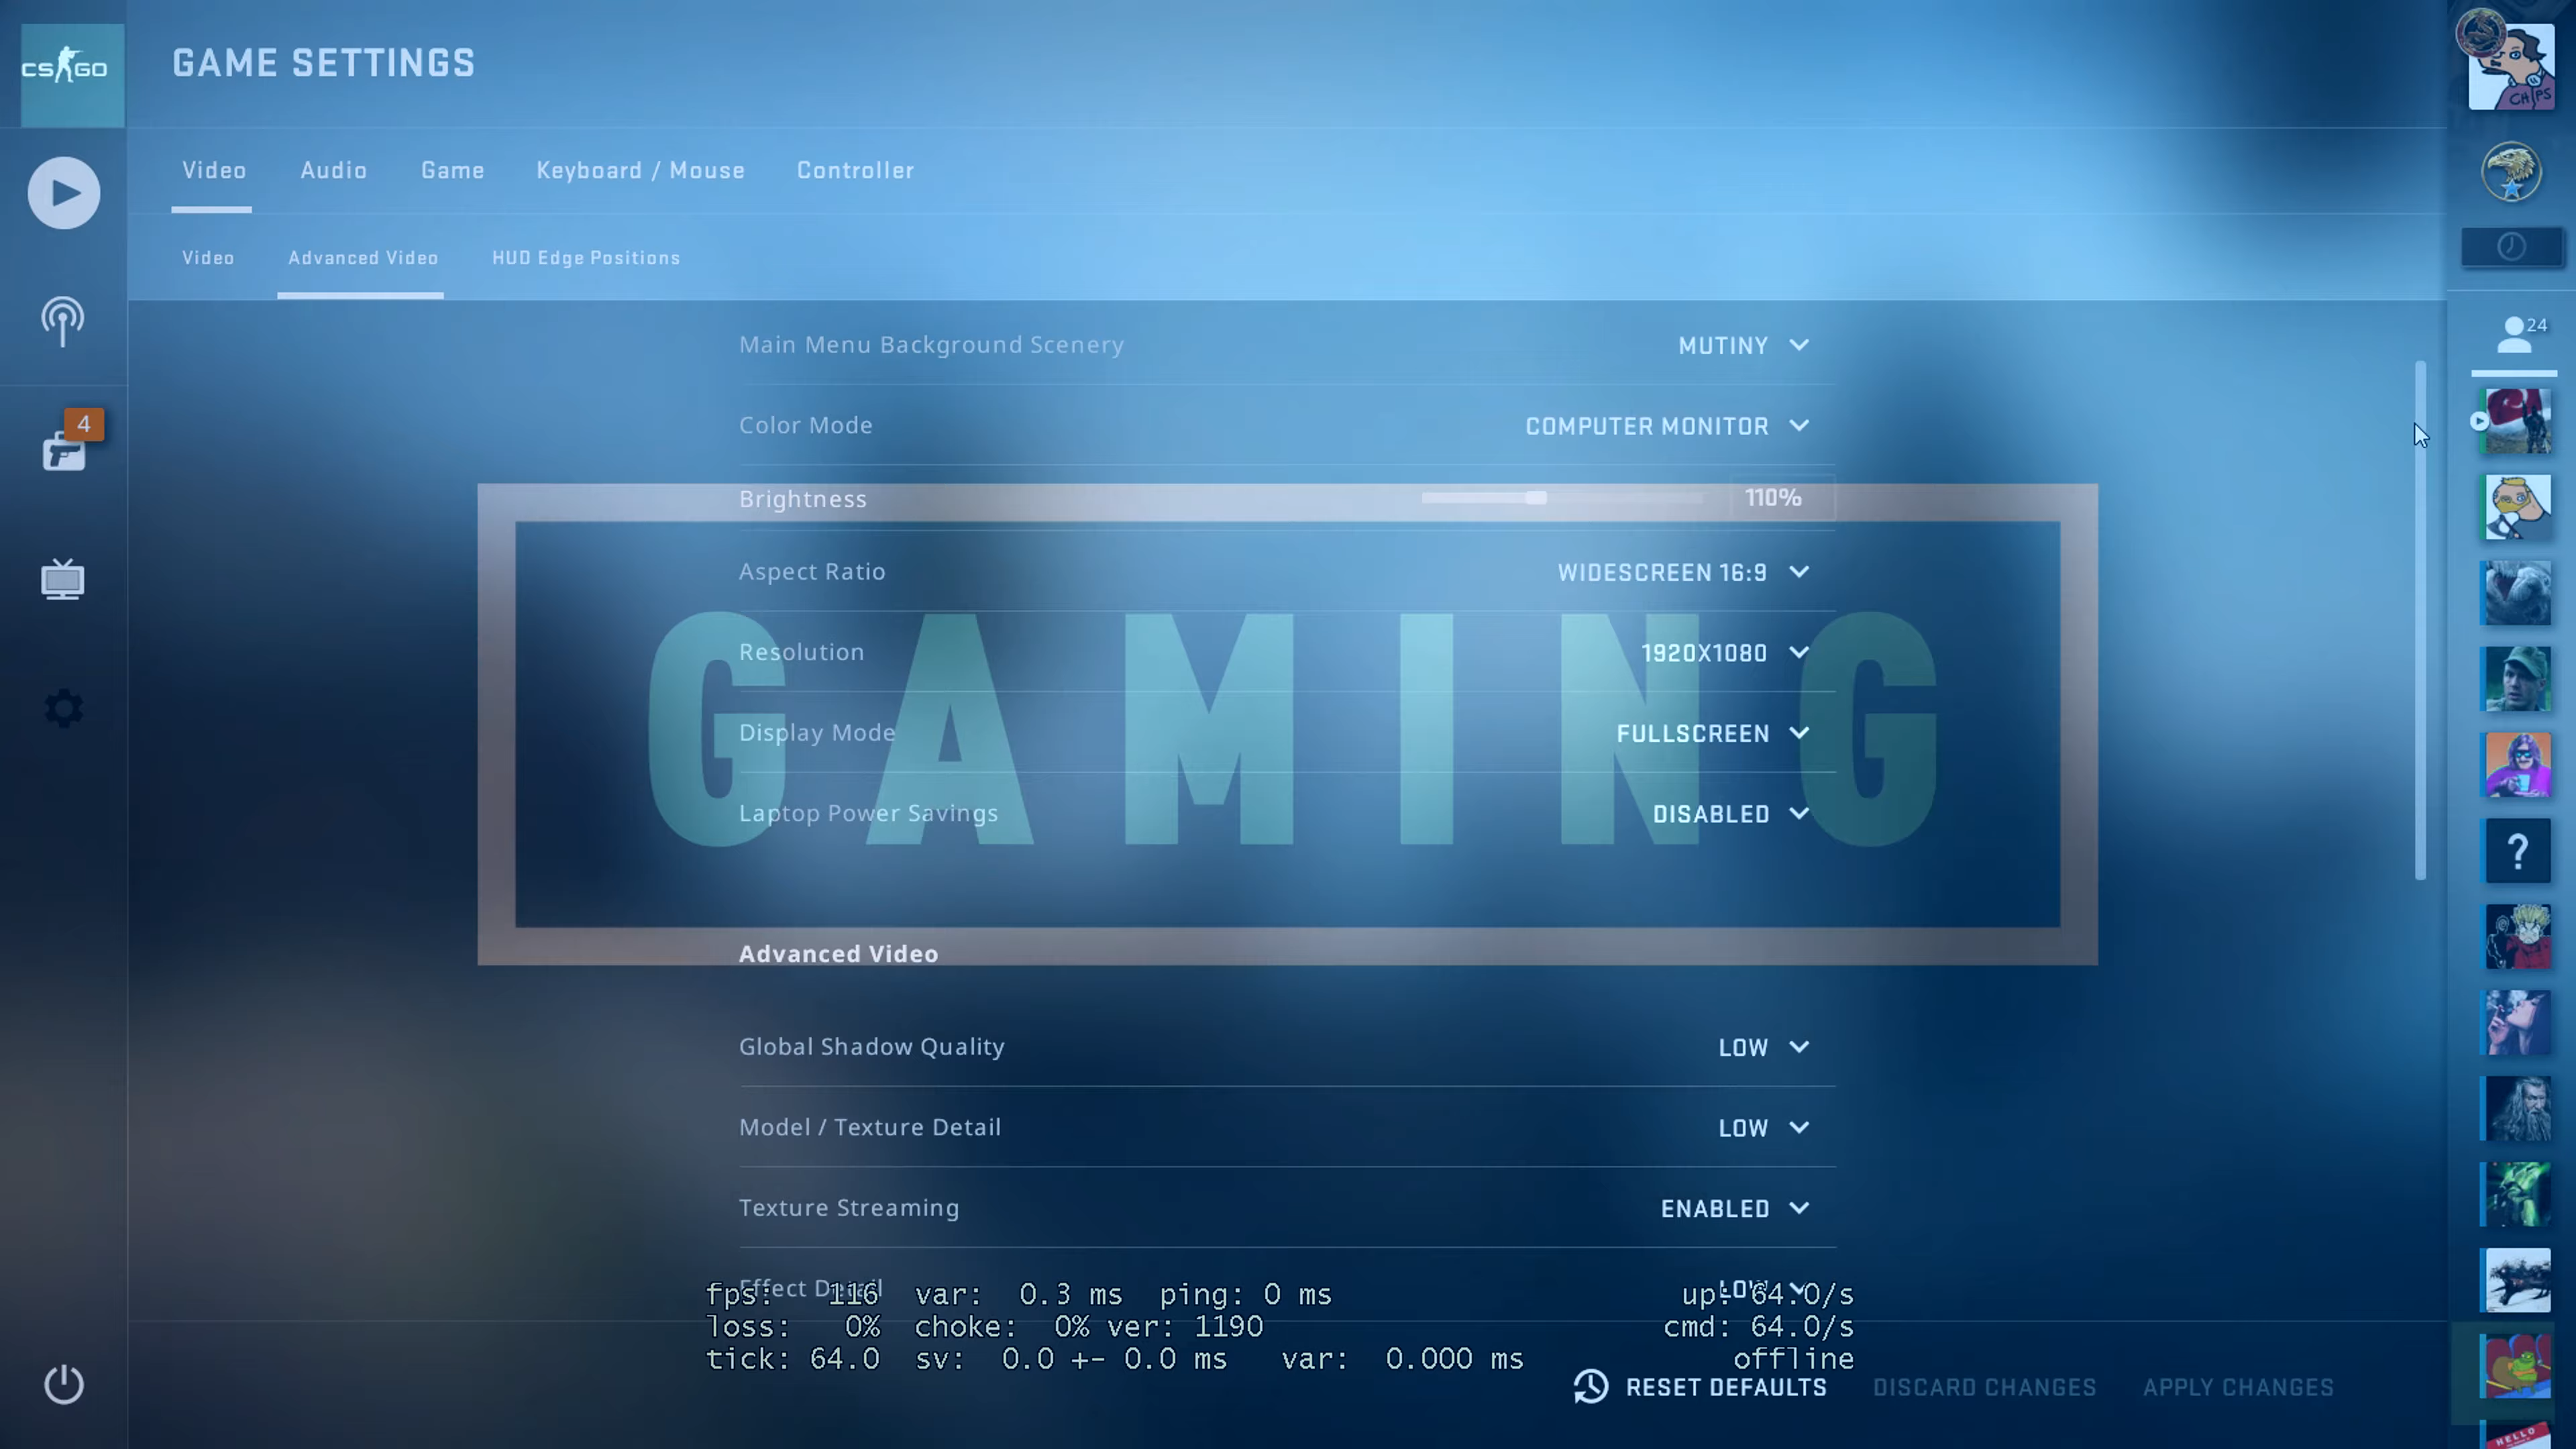 CS GO
GAME SETTINGS
CHIPS
Video Audio Game Keyboard / Mouse Controller
Video Advanced Video HUD Edge Positions
24
Main Menu Background Scenery MUTINY
4
Color Mode COMPUTER MONITOR
Brightness 110%
Aspect Ratio WIDESCREEN 16:9
Resolution 1920X1080
GAMING
Display Mode FULLSCREEN
Laptop Power Savings DISABLED
?
Advanced Video
Global Shadow Quality LOW
Model / Texture Detail LOW
Texture Streaming ENABLED
Effect Detail LOW
fps: 116 var: 0.3 ms ping: 0 ms up: 64.0/s
loss: 0% choke: 0% ver: 1190 cmd: 64.0/s
tick: 64.0 sv: 0.0 +- 0.0 ms var: 0.000 ms offline
RESET DEFAULTS DISCARD CHANGES APPLY CHANGES
HELLO